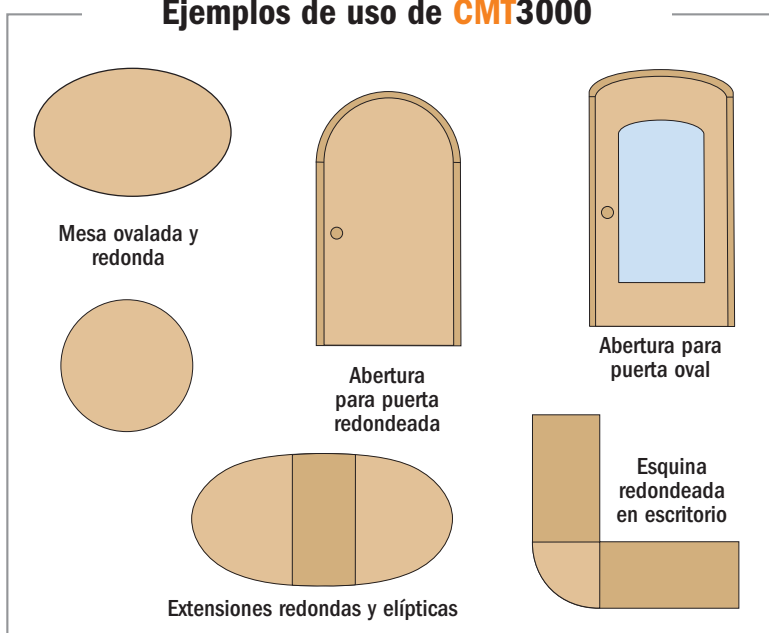 Ejemplos de uso de CMT3000
Mesa ovalada y
redonda
Abertura
para puerta
redondeada
Abertura para
puerta oval
Esquina
redondeada
en escritorio
Extensiones redondas y elípticas